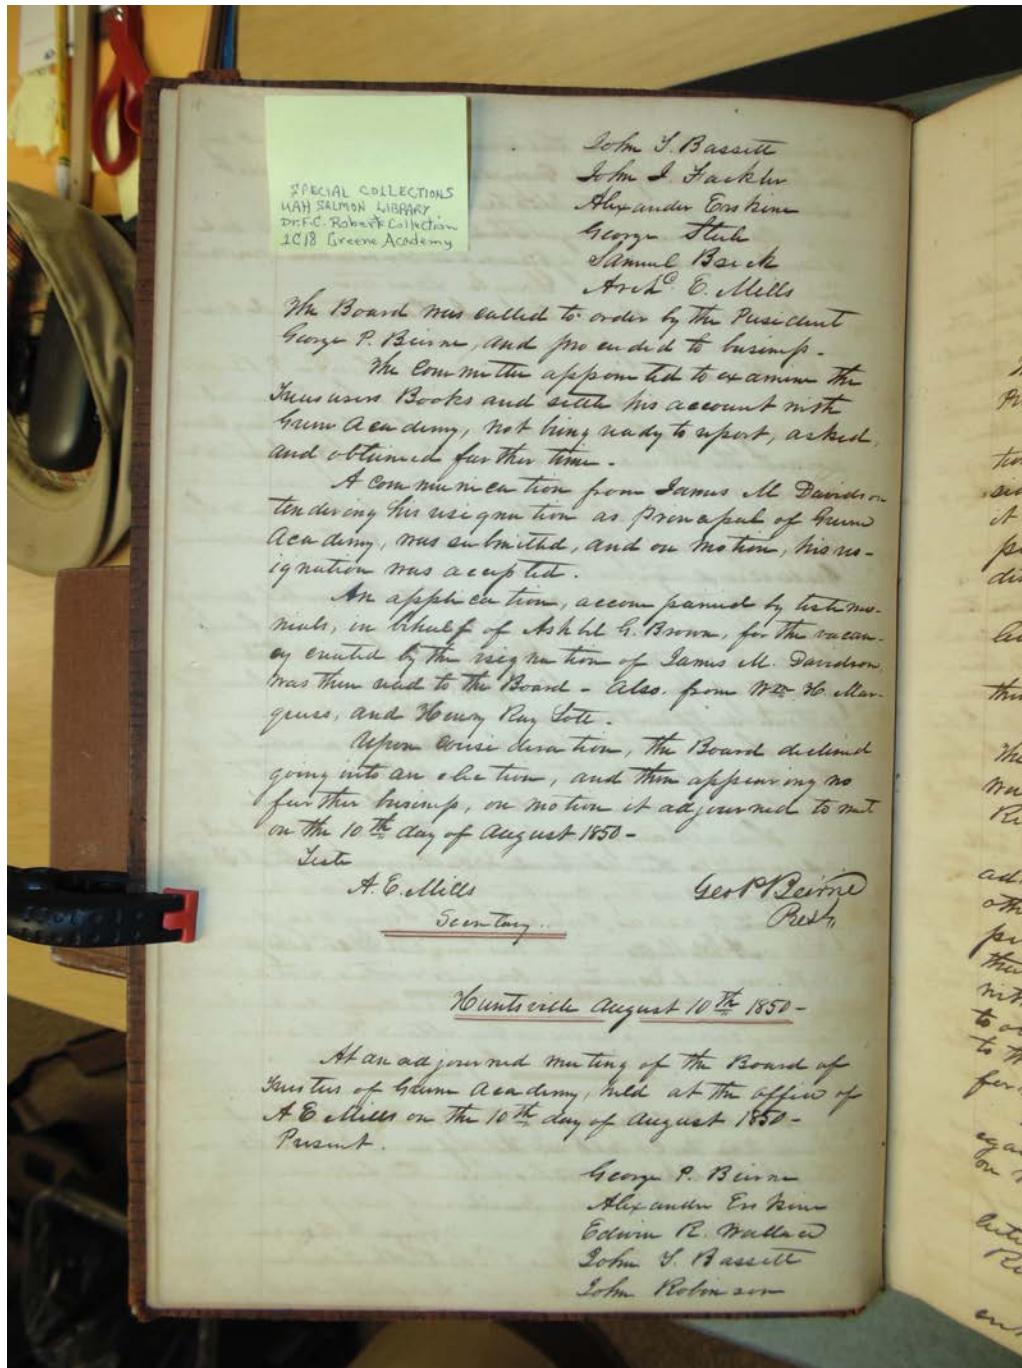 SPECIAL COLLECTIONS
UAH SALMON LIBRARY
Dr. F.C. Roberts Collection
1C18 Greene Academy
John Y. Bassett
John I. Fackler
Alexander Erskine
George Steele
Samuel Breck
Archd. E. Mills
The Board was called to order by the President
George P. Beirne, and proceeded to business.
The Committee appointed to examine the
Treasurers Books and settle his account with
Green Academy, not being ready to report, asked,
and obtained further time.
A communication from James M Davidson
tendering his resignation as Principal of Green
Academy, was submitted, and on motion, his res-
ignation was accepted.
An application, accompanied by testimo-
nials, in behalf of Ashbel G. Brown, for the vacan-
cy created by the resignation of James M. Davidson,
was then read to the Board - Also from Wm. H. Mar-
quess, and Henry Ray
Upon consideration, the Board declined
going into an election, and there appearing no
further business, on motion it adjourned to meet
on the 10th day of August 1850 -
Teste
A. E. Mills
Secretary..
Geo P Beirne
Prest.
Huntsville August 10th 1850 -
At an adjourned meeting of the Board of
Trustees of Green Academy, held at the office of
A E Mills on the 10th day of August 1850 -
Present.
George P. Beirne
Alexander Erskine
Edwin R. Wallace
John Y. Bassett
John Robinson